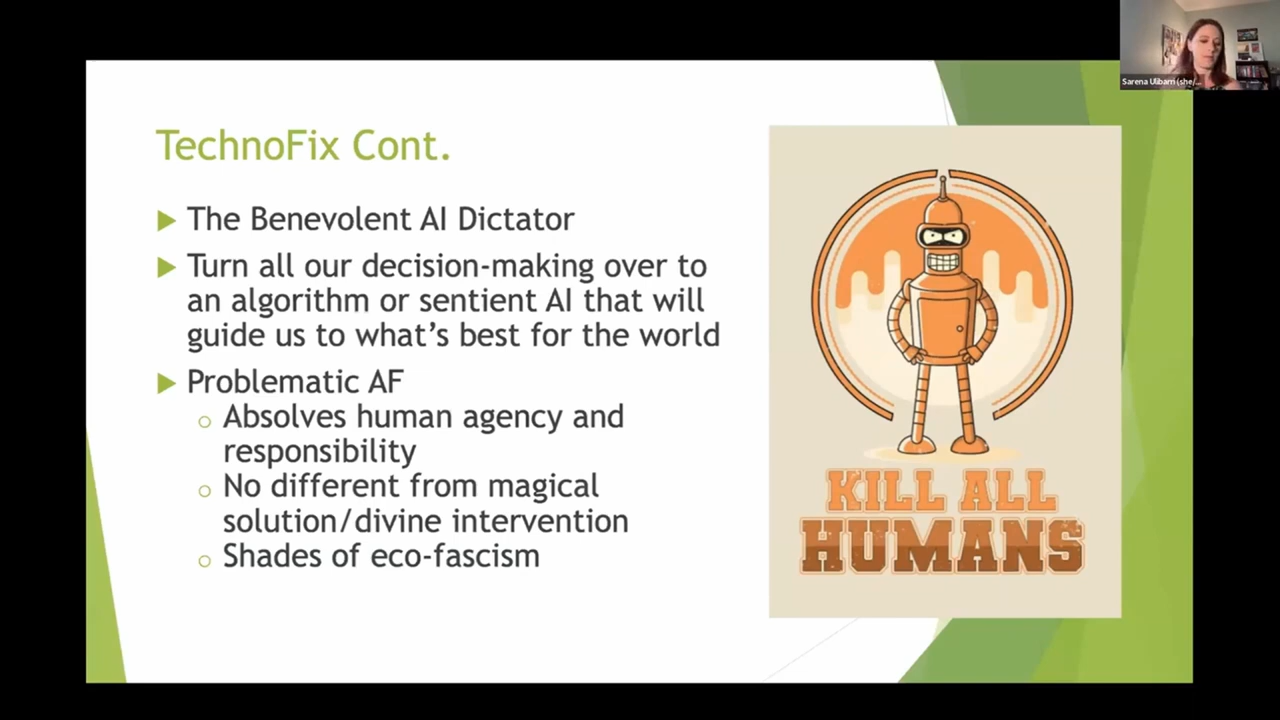 Sarena Ulibarri (she/...
TechnoFix Cont.
The Benevolent AI Dictator
Turn all our decision-making over to
an algorithm or sentient AI that will
guide us to what's best for the world
Problematic AF
Absolves human agency and
responsibility
No different from magical
solution/divine intervention
Shades of eco-fascism
KILL ALL
HUMANS